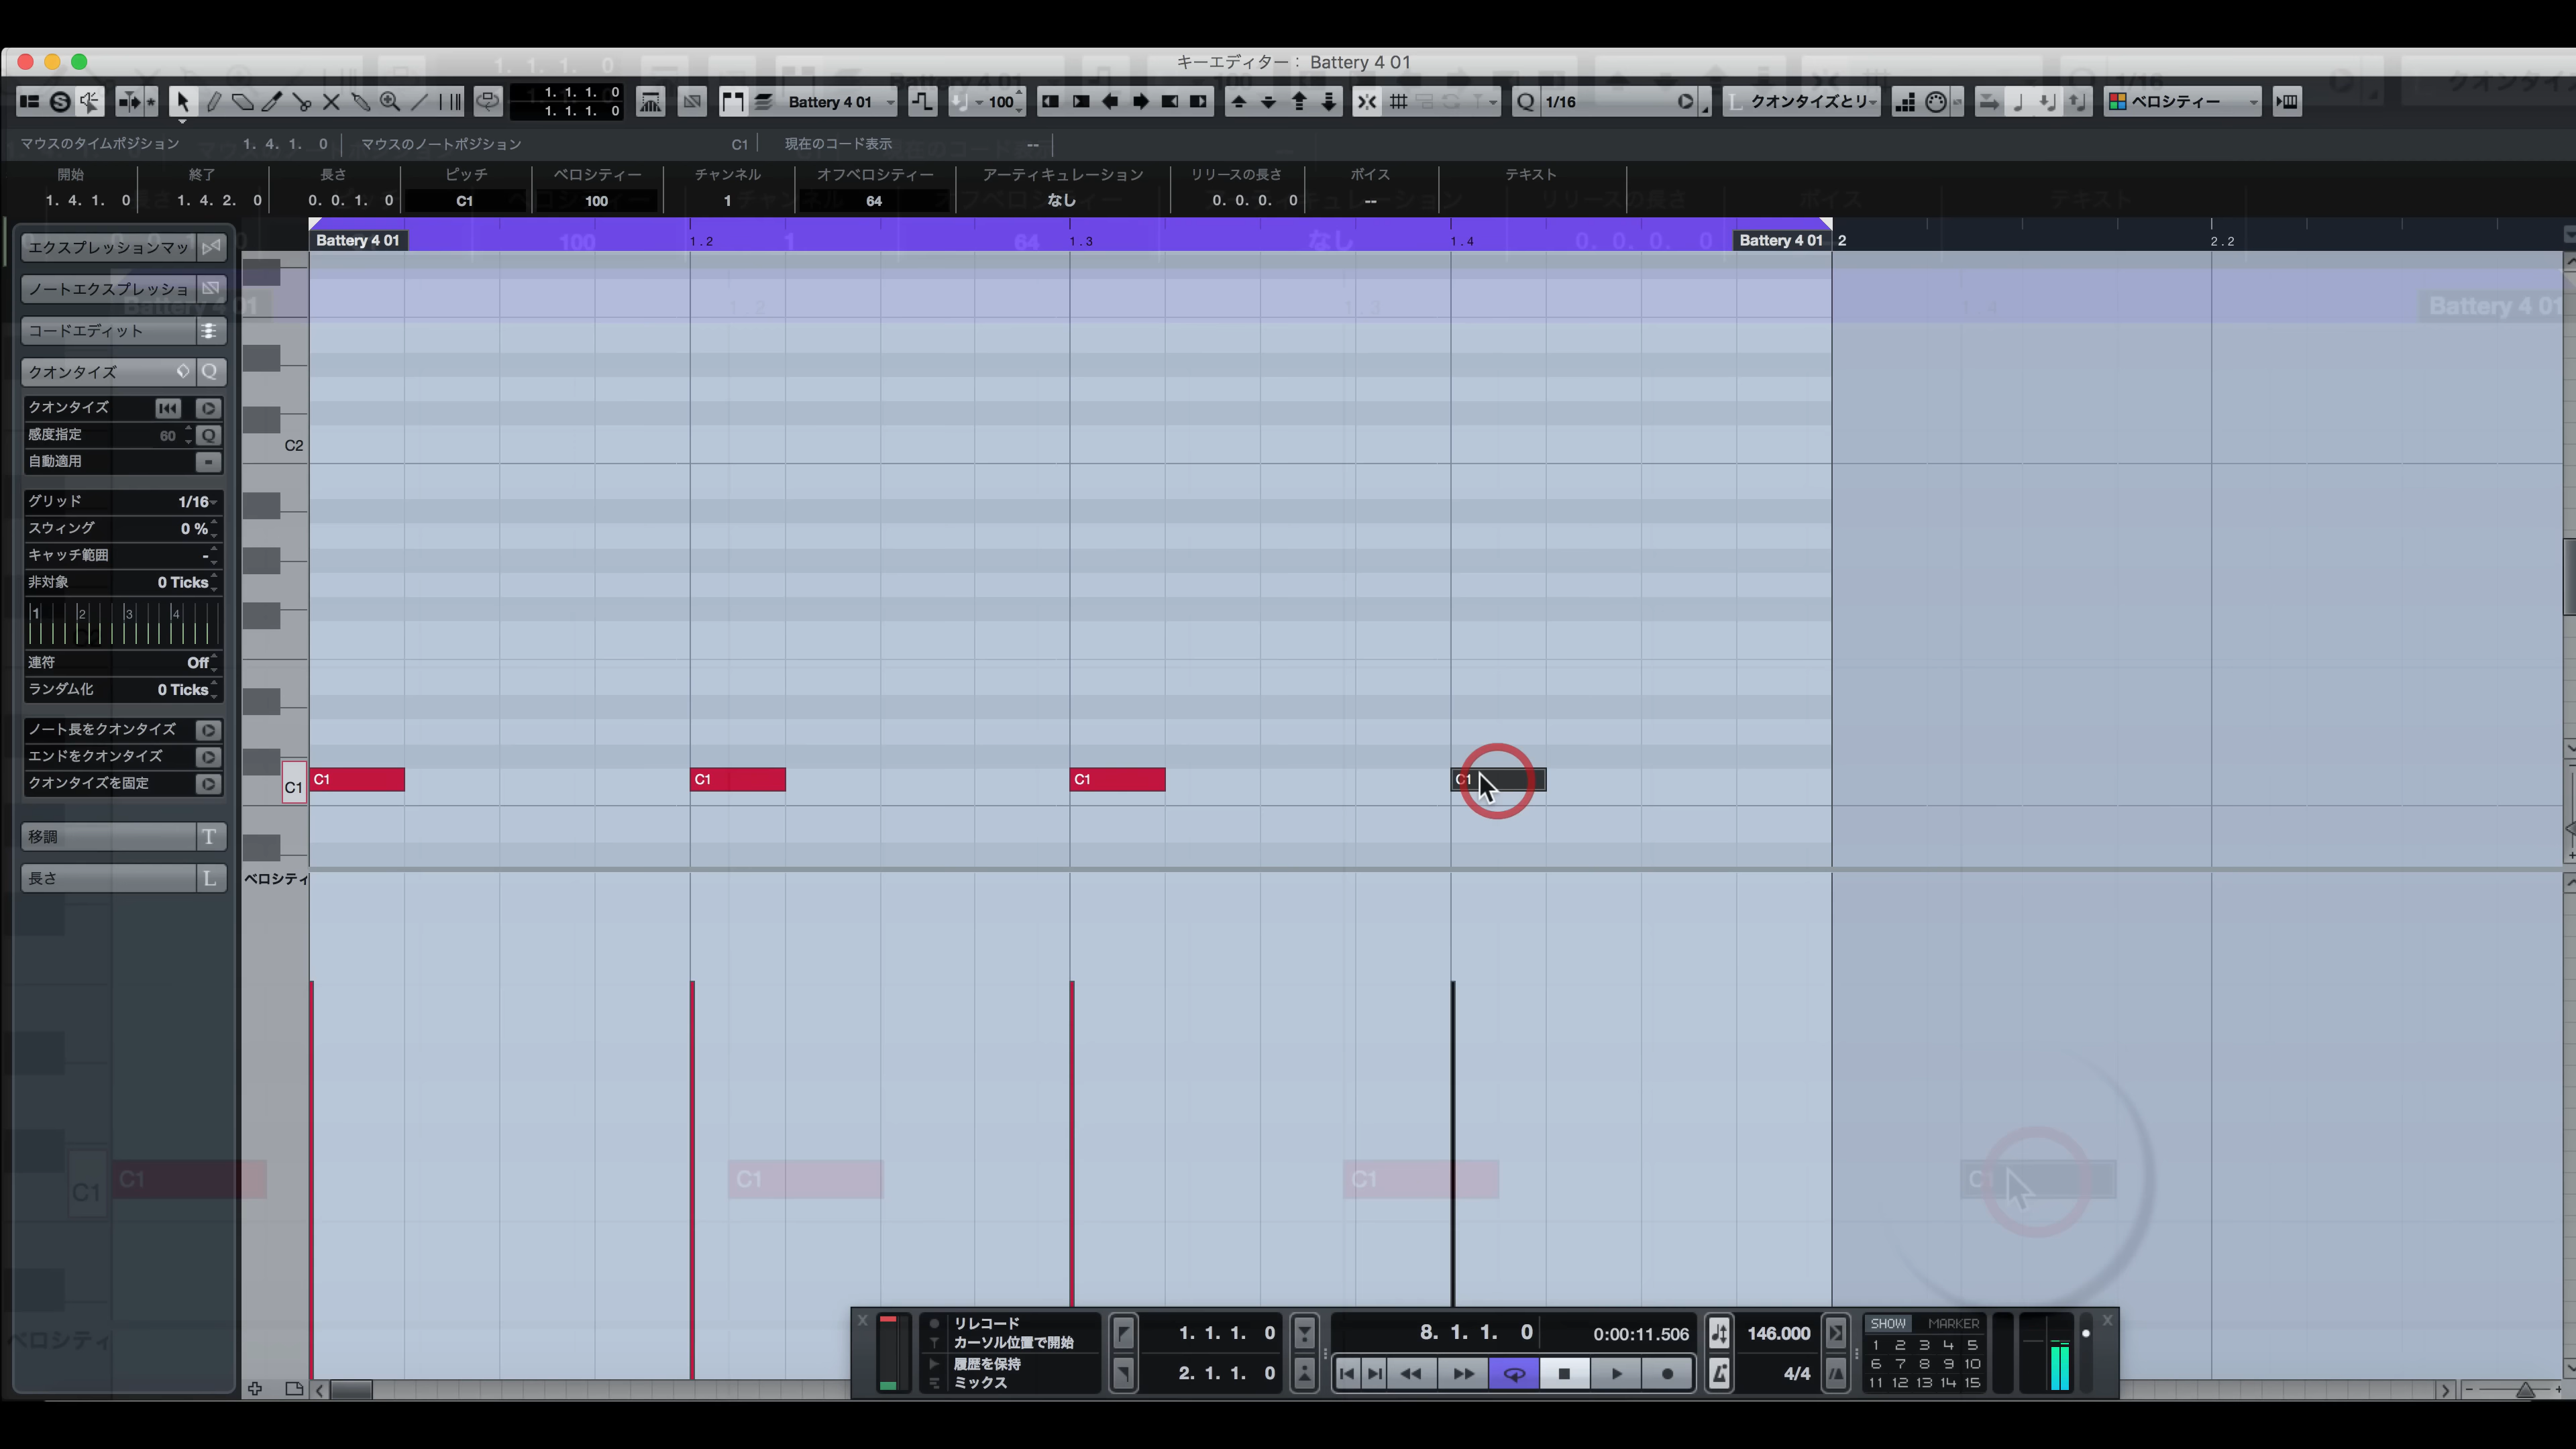 キーエディター： Battery 4 01
1. 1. 1. 0
1. 1. 1. 0
Battery 4 01
100
Q 1/16
L クオンタイズとリ
ベロシティー
マウスのタイムポジション 1. 4. 1. 0 マウスのノートポジション C1 現在のコード表示 --
開始 終了 長さ ピッチ ベロシティー チャンネル オフベロシティー アーティキュレーション リリースの長さ ボイス テキスト
1. 4. 1. 0 1. 4. 2. 0 0. 0. 1. 0 C1 100 1 64 なし 0. 0. 0. 0 --
Battery 4 01 1.2 1.3 1.4 Battery 4 01 2 2.2
エクスプレッションマッ
ノートエクスプレッショ
コードエディット
クオンタイズ Q
クオンタイズ
感度指定 60 Q
自動適用
グリッド 1/16
スウィング 0 %
キャッチ範囲 -
非対象 0 Ticks
1 2 3 4
連符 Off
ランダム化 0 Ticks
ノート長をクオンタイズ
エンドをクオンタイズ
クオンタイズを固定
移調 T
長さ L
C2
C1 C1 C1 C1 C1
ベロシティ
C1 C1 C1 C1
リレコード
カーソル位置で開始
履歴を保持
ミックス
1. 1. 1. 0
2. 1. 1. 0
8. 1. 1. 0 0:00:11.506
146.000
4/4
SHOW MARKER
1 2 3 4 5
6 7 8 9 10
11 12 13 14 15